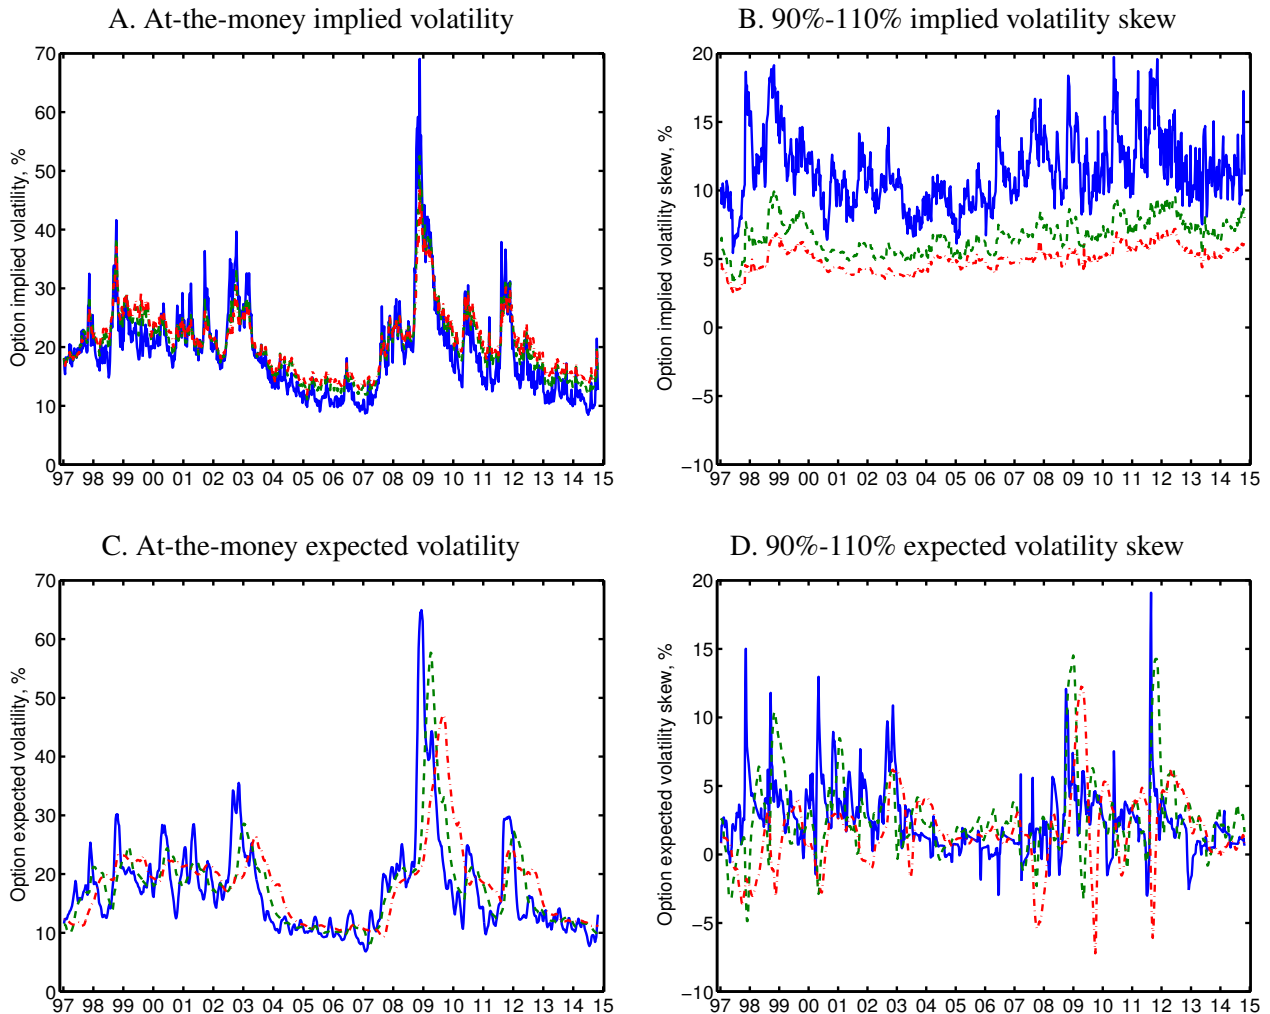 A. At-the-money implied volatility
Option implied volatility, %
70
60
50
40
30
20
10
0
97 98 99 00 01 02 03 04 05 06 07 08 09 10 11 12 13 14 15
B. 90%-110% implied volatility skew
Option implied volatility skew, %
20
15
10
5
0
−5
−10
97 98 99 00 01 02 03 04 05 06 07 08 09 10 11 12 13 14 15
C. At-the-money expected volatility
Option expected volatility, %
70
60
50
40
30
20
10
0
97 98 99 00 01 02 03 04 05 06 07 08 09 10 11 12 13 14 15
D. 90%-110% expected volatility skew
Option expected volatility skew, %
20
15
10
5
0
−5
−10
97 98 99 00 01 02 03 04 05 06 07 08 09 10 11 12 13 14 15